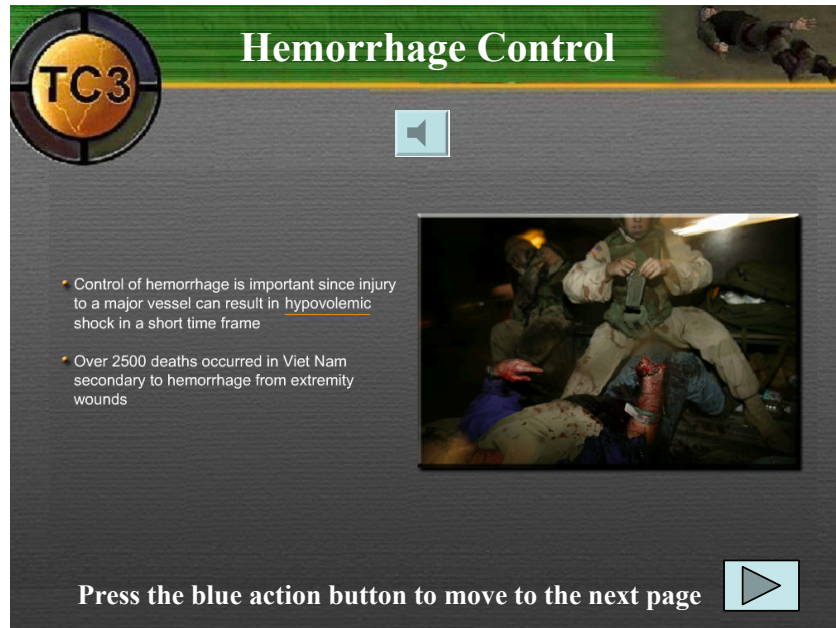 Hemorrhage Control
TC3
Control of hemorrhage is important since injury
to a major vessel can result in hypovolemic
shock in a short time frame
Over 2500 deaths occurred in Viet Nam
secondary to hemorrhage from extremity
wounds
Press the blue action button to move to the next page